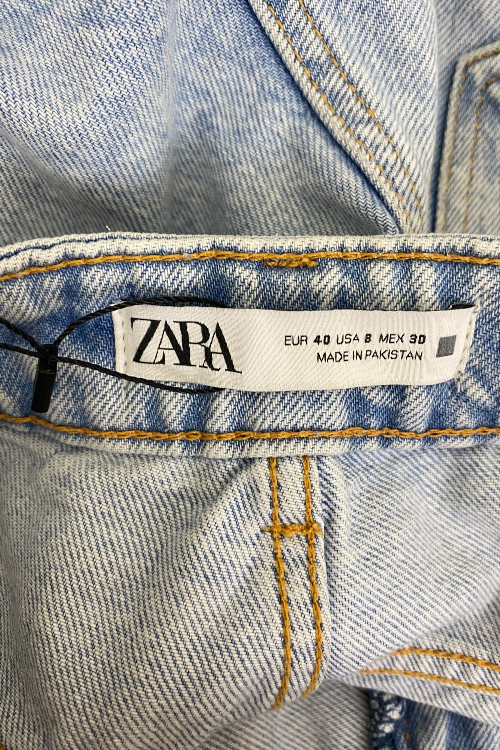 ZARA
EUR 40 USA 8 MEX 30
MADE IN PAKISTAN